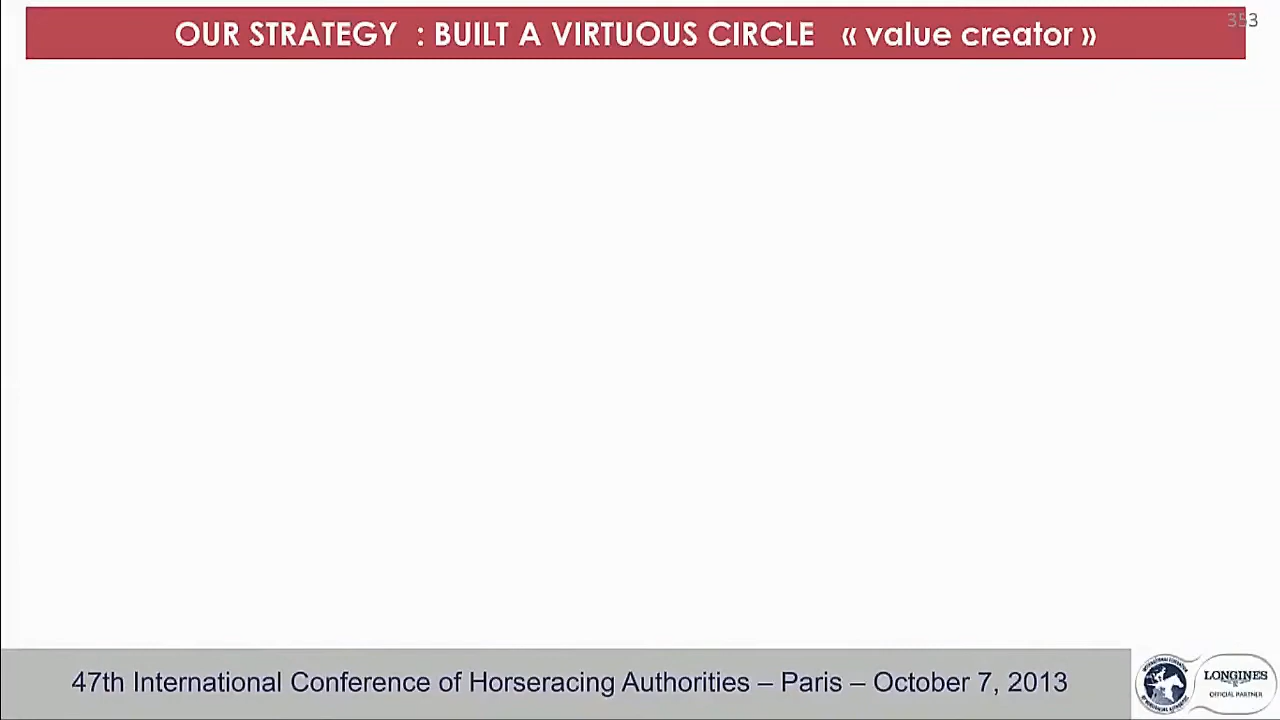 353
OUR STRATEGY : BUILT A VIRTUOUS CIRCLE « value creator »
47th International Conference of Horseracing Authorities – Paris – October 7, 2013
LONGINES
OFFICIAL PARTNER